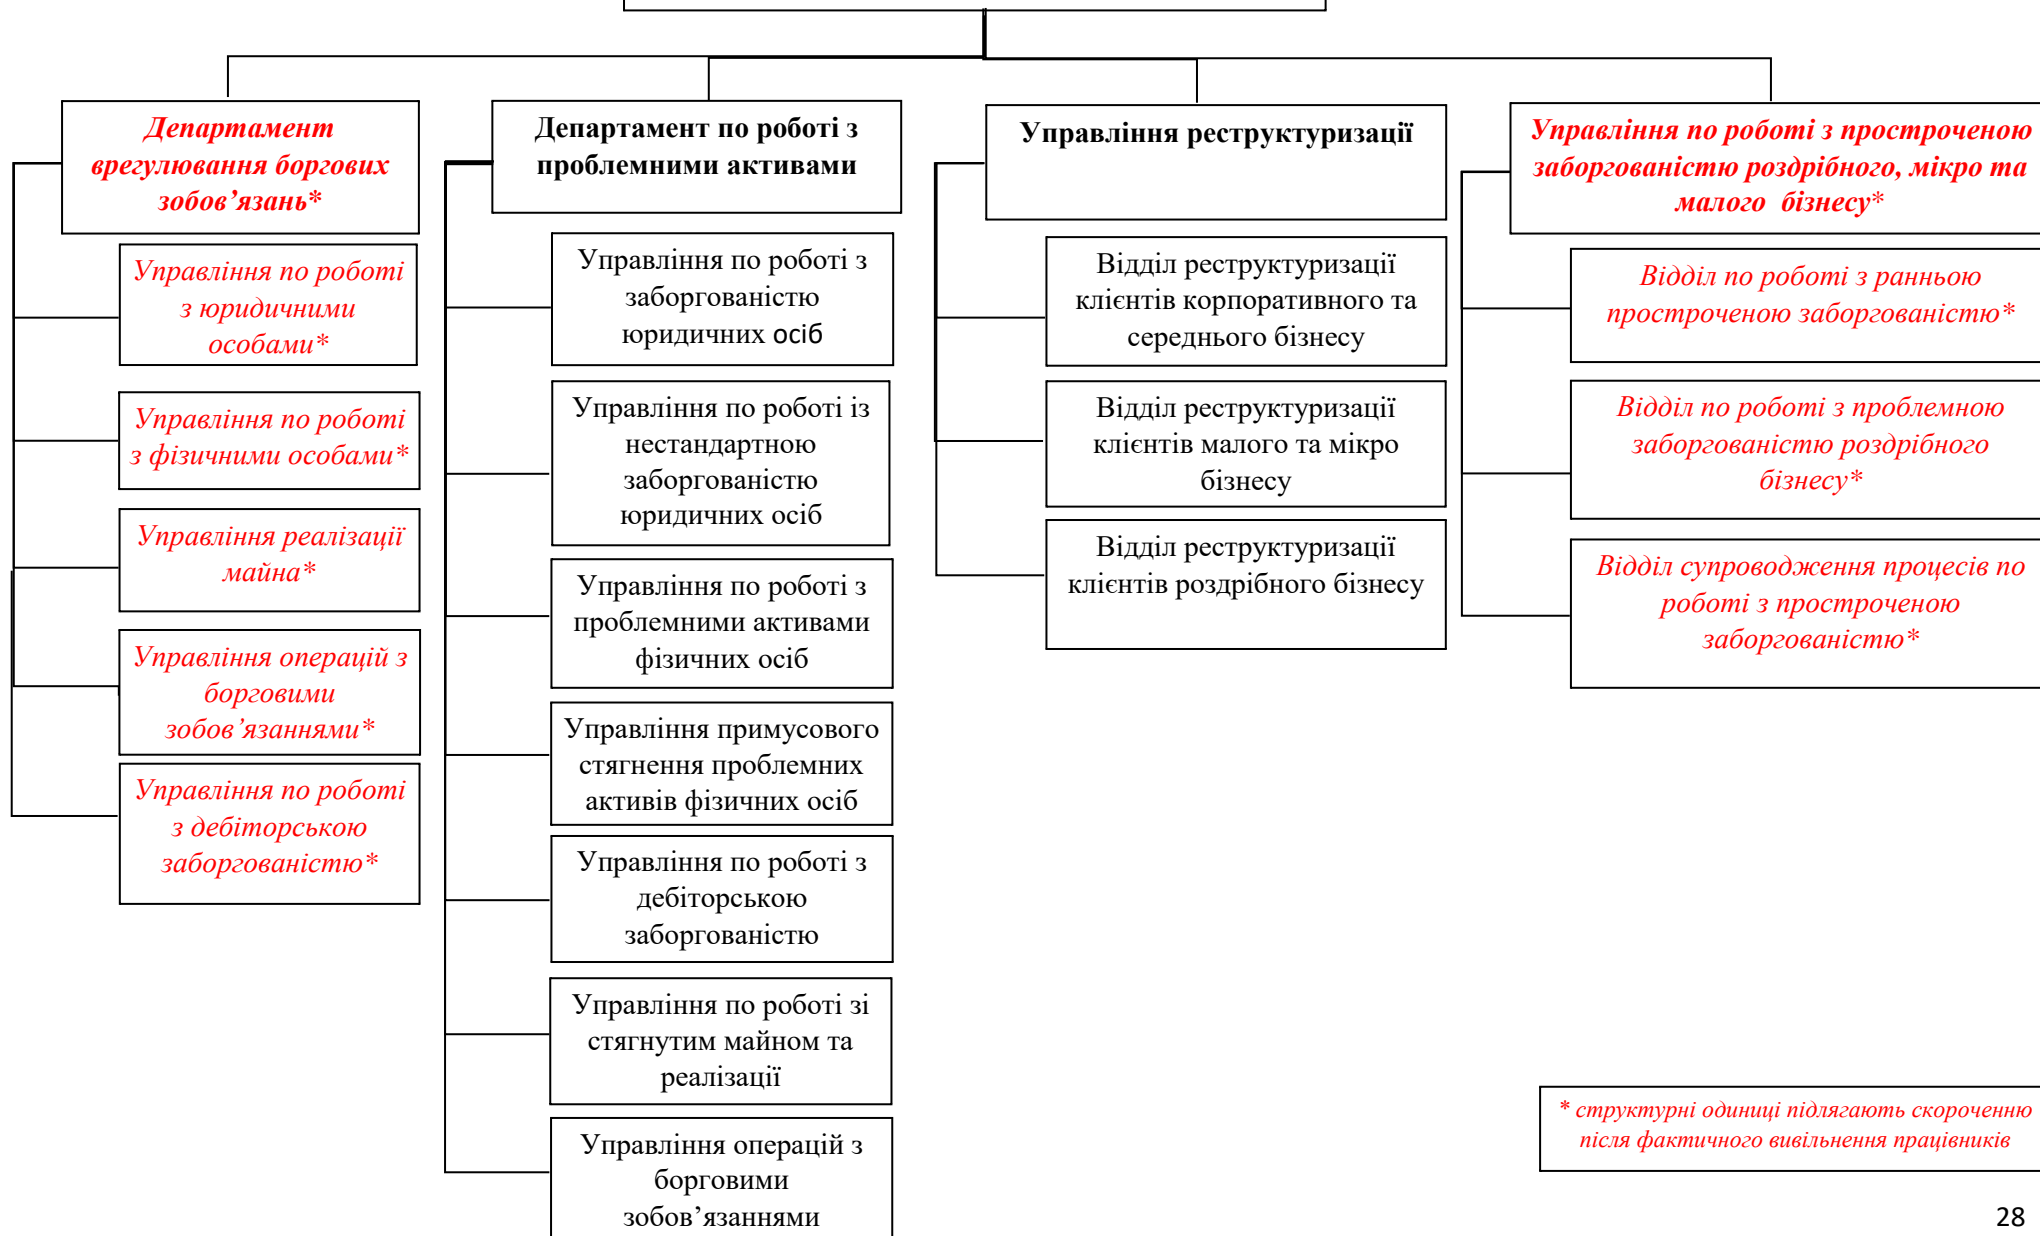 Департамент
врегулювання боргових
зобов’язань*
Управління по роботі
з юридичними
особами*
Управління по роботі
з фізичними особами*
Управління реалізації
майна*
Управління операцій з
борговими
зобов’язаннями*
Управління по роботі
з дебіторською
заборгованістю*
Департамент по роботі з
проблемними активами
Управління по роботі з
заборгованістю
юридичних осіб
Управління по роботі із
нестандартною
заборгованістю
юридичних осіб
Управління по роботі з
проблемними активами
фізичних осіб
Управління примусового
стягнення проблемних
активів фізичних осіб
Управління по роботі з
дебіторською
заборгованістю
Управління по роботі зі
стягнутим майном та
реалізації
Управління операцій з
борговими
зобов’язаннями
Управління реструктуризації
Відділ реструктуризації
клієнтів корпоративного та
середнього бізнесу
Відділ реструктуризації
клієнтів малого та мікро
бізнесу
Відділ реструктуризації
клієнтів роздрібного бізнесу
Управління по роботі з простроченою
заборгованістю роздрібного, мікро та
малого бізнесу*
Відділ по роботі з ранньою
простроченою заборгованістю*
Відділ по роботі з проблемною
заборгованістю роздрібного
бізнесу*
Відділ супроводження процесів по
роботі з простроченою
заборгованістю*
* структурні одиниці підлягають скороченню
після фактичного вивільнення працівників
28